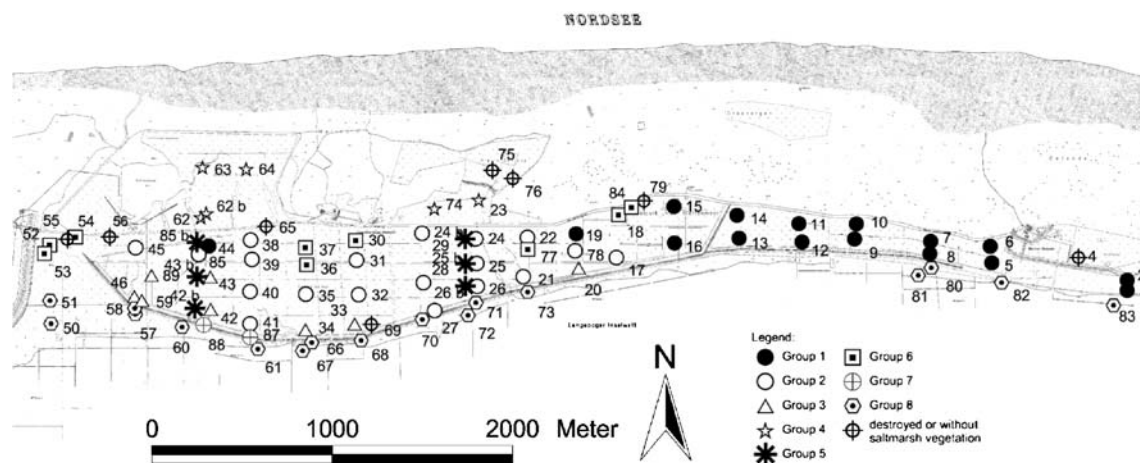 NORDSEE
75
63 64
76
62 b 74 23 84 79
15
55 54 56 62 65 14 11 10
52 85 b 24 b 24 22 19 18
44 38 30 29 7 6
45 37 77 78 16 13 12 9 4
43 b 85 39 36 31 25 b 25 17 8 5
53 46 89 43 28 21 20 81 80 82 2
42 b 40 35 32 26 b 26
51 58 59 33 73 83
42 41 34 69 71
50 57 60 88 87 66 70 27 72
61 67 68
Langeooger Inselwatt
N
0 1000 2000 Meter
Legend:
Group 1
Group 2
Group 3
Group 4
Group 5
Group 6
Group 7
Group 8
destroyed or without
saltmarsh vegetation